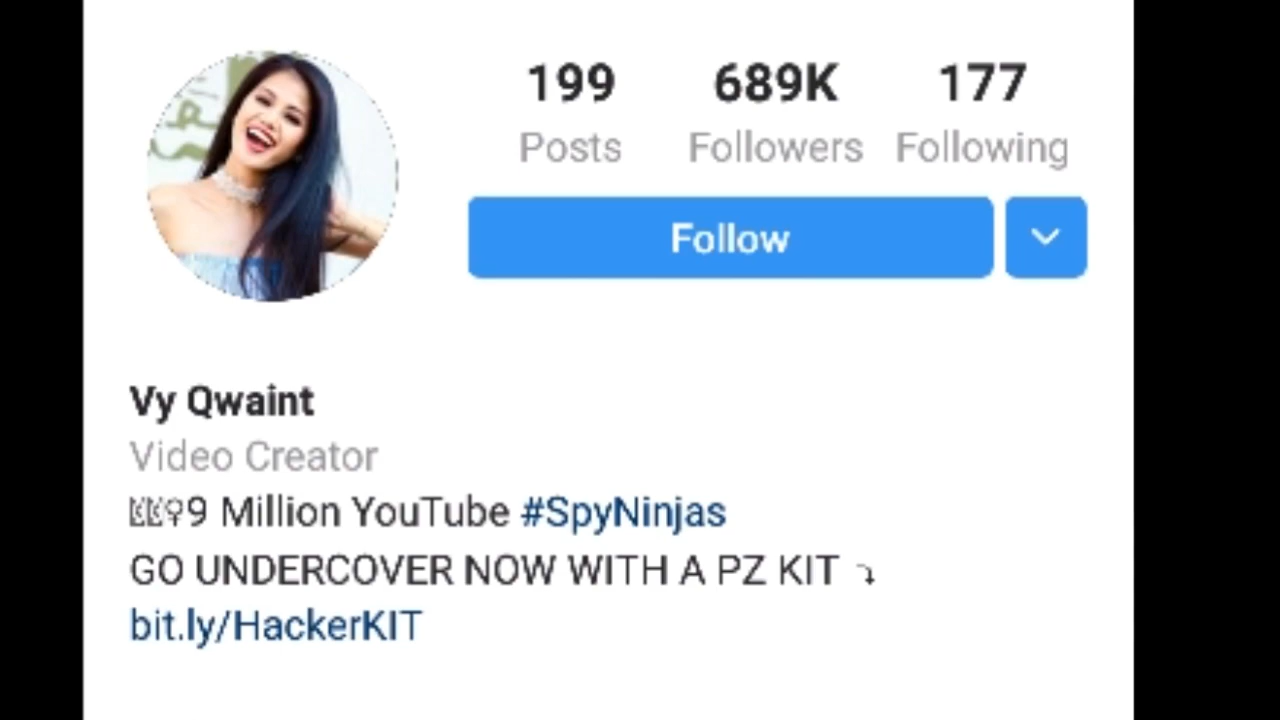 199 689K 177
Posts Followers Following
Follow
Vy Qwaint
Video Creator
♀9 Million YouTube #SpyNinjas
GO UNDERCOVER NOW WITH A PZ KIT ⤵
bit.ly/HackerKIT